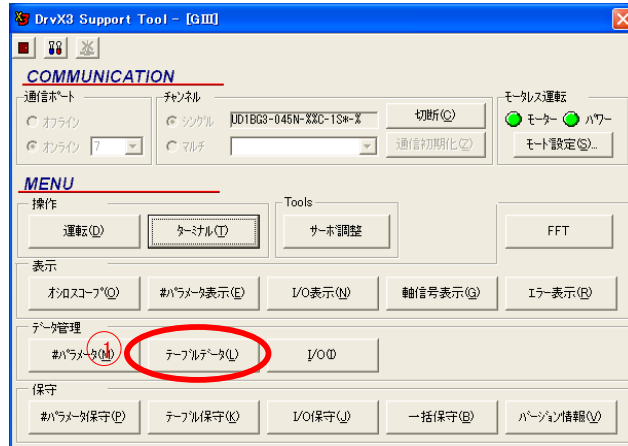 DrvX3 Support Tool - [GⅢ]
COMMUNICATION
通信ポート
チャンネル
モータレス運転
オフライン
シングル
UD1BG3-045N-%%C-1S*-%
切断(C)
モーター
パワー
オンライン
7
マルチ
通信初期化(Z)
モード設定(S)...
MENU
操作
Tools
運転(D)
ターミナル(T)
サーボ調整
FFT
表示
オシロスコープ(O)
#パラメータ表示(E)
I/O表示(N)
軸信号表示(G)
エラー表示(R)
データ管理
#パラメータ(M)
1
テーブルデータ(L)
I/O(I)
保守
#パラメータ保守(P)
テーブル保守(K)
I/O保守(J)
一括保守(B)
バージョン情報(V)